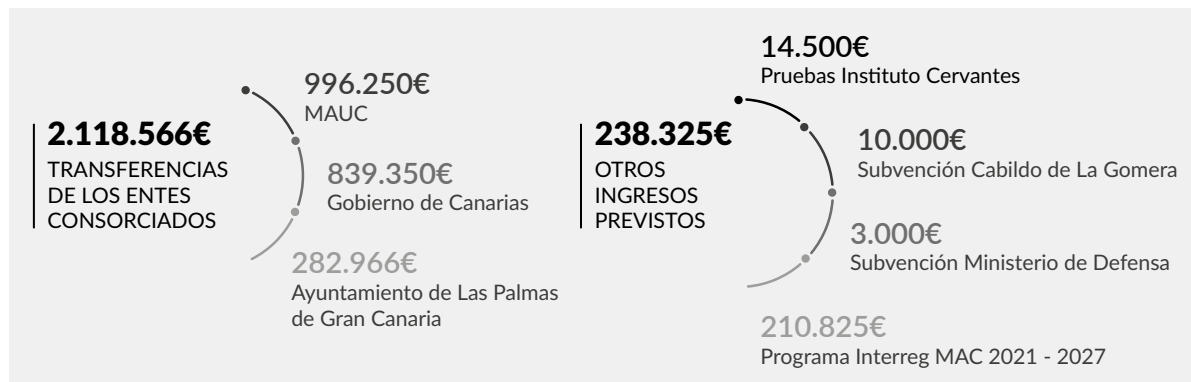 2.118.566€
TRANSFERENCIAS
DE LOS ENTES
CONSORCIADOS
996.250€
MAUC
839.350€
Gobierno de Canarias
282.966€
Ayuntamiento de Las Palmas
de Gran Canaria
238.325€
OTROS
INGRESOS
PREVISTOS
14.500€
Pruebas Instituto Cervantes
10.000€
Subvención Cabildo de La Gomera
3.000€
Subvención Ministerio de Defensa
210.825€
Programa Interreg MAC 2021 - 2027